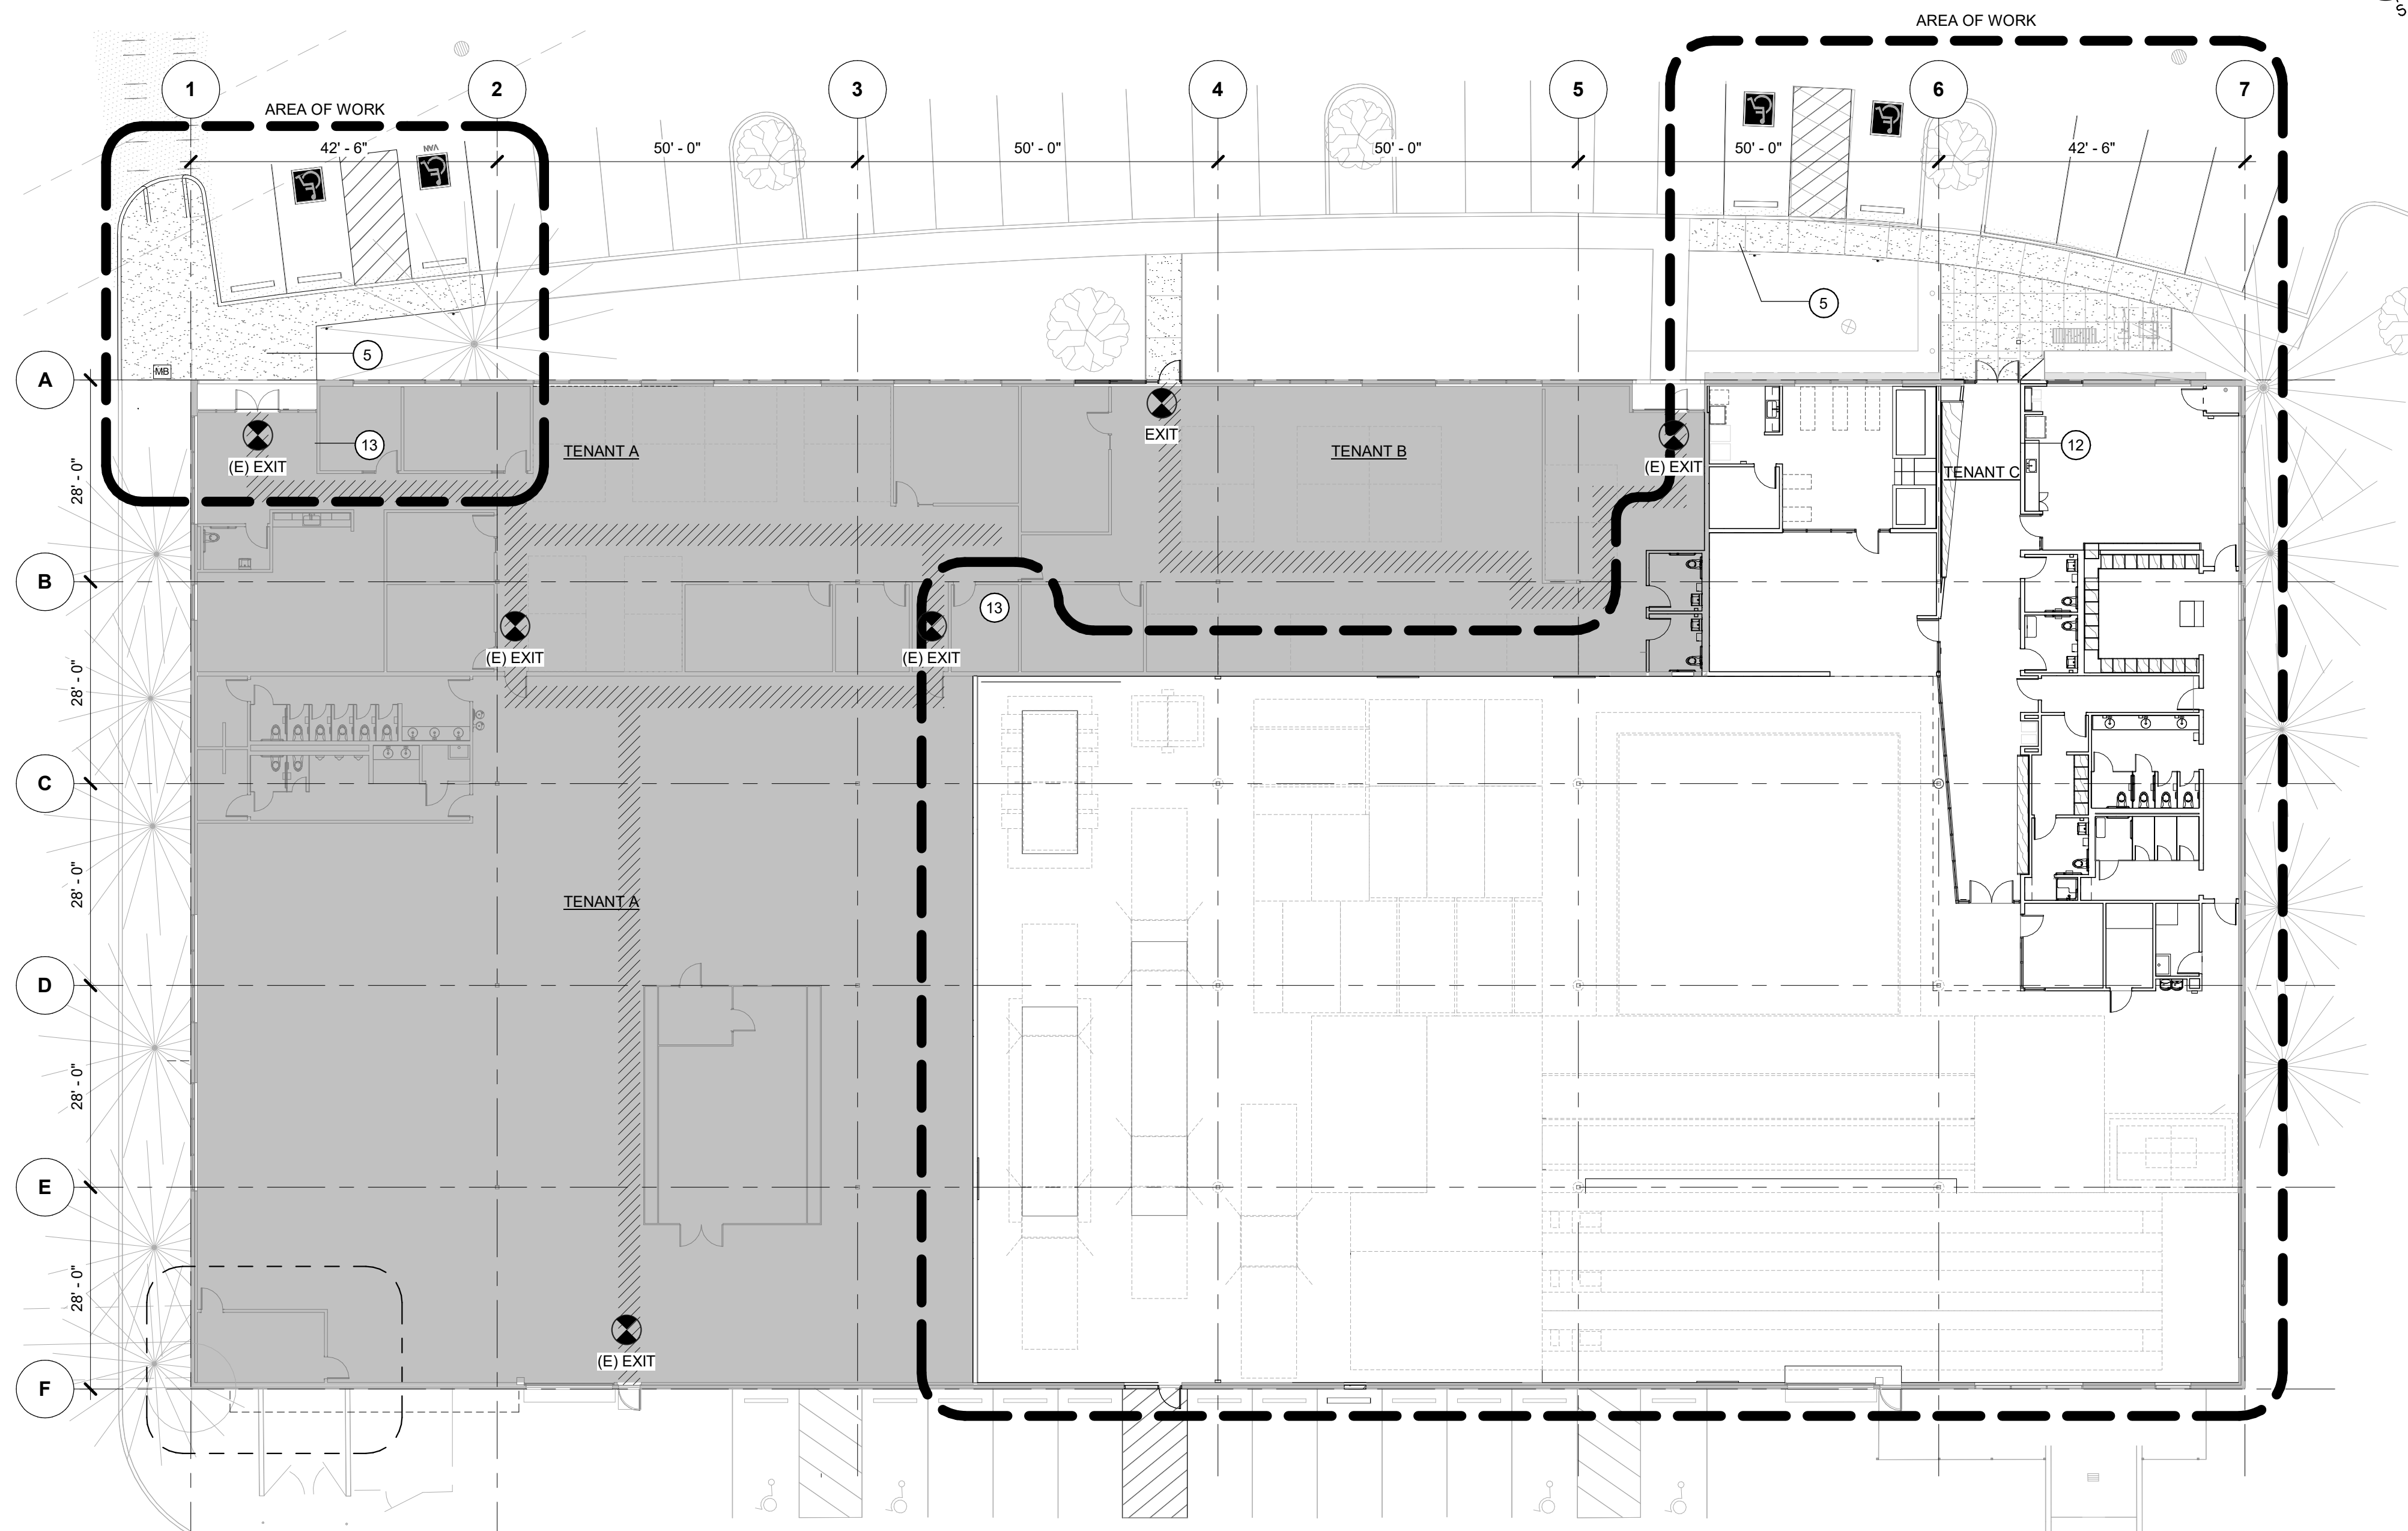 S
AREA OF WORK
1
2
3
4
5
6
7
AREA OF WORK
VAN
42' - 6"
50' - 0"
50' - 0"
50' - 0"
50' - 0"
42' - 6"
5
5
MB
A
13
EXIT
(E) EXIT
TENANT A
TENANT B
(E) EXIT
12
TENANT C
28' - 0"
B
13
(E) EXIT
(E) EXIT
28' - 0"
C
28' - 0"
TENANT A
D
28' - 0"
E
28' - 0"
(E) EXIT
F